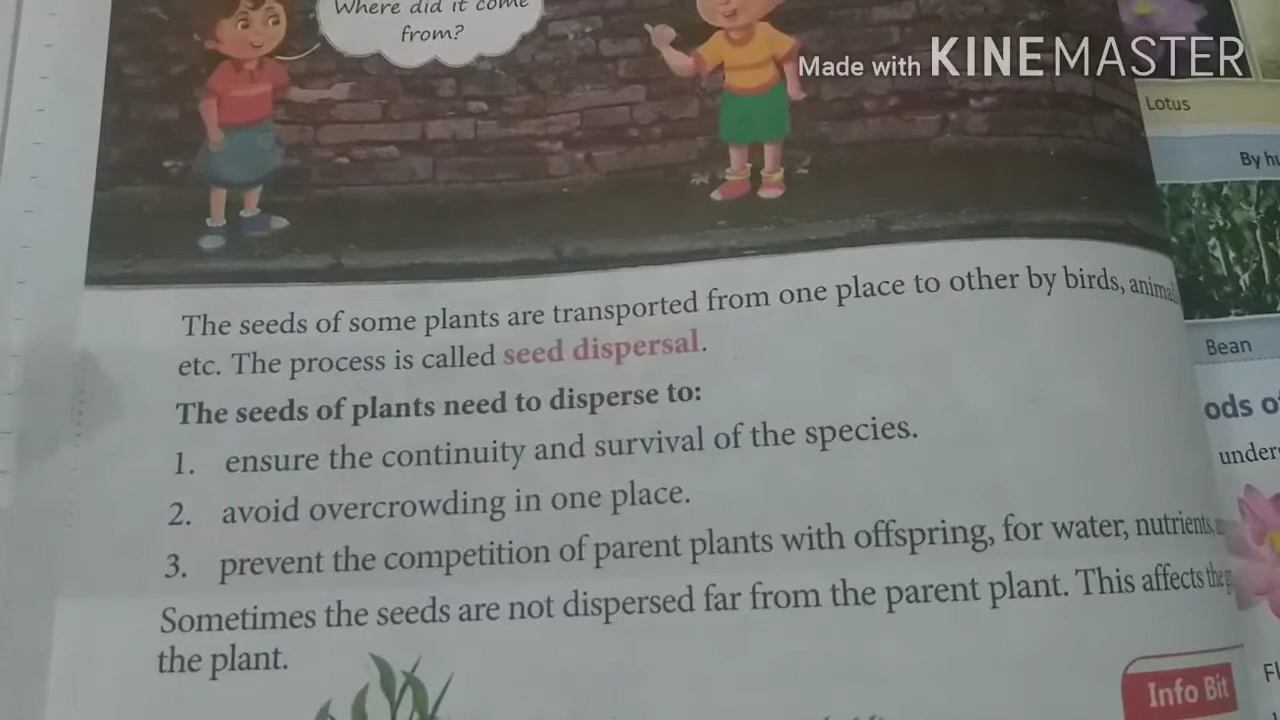 Where did it come
from?
Made with KINEMASTER
Lotus
By
The seeds of some plants are transported from one place to other by birds,
etc. The process is called seed dispersal.
The seeds of plants need to disperse to:
1. ensure the continuity and survival of the species.
2. avoid overcrowding in one place.
3. prevent the competition of parent plants with offspring, for water, nutrients,
Sometimes the seeds are not dispersed far from the parent plant. This affects the
the plant.
Bean
Info Bit